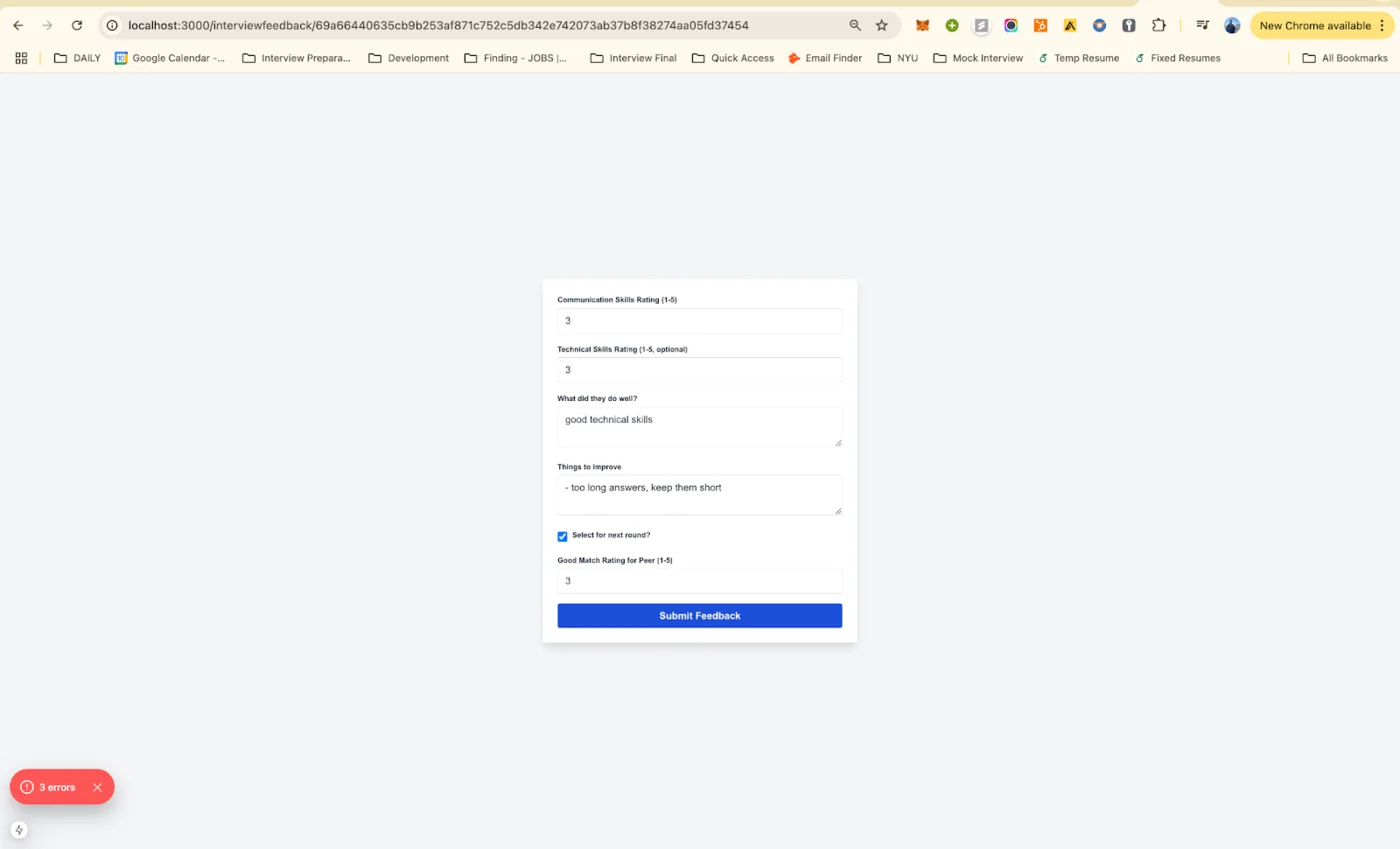 localhost:3000/interviewfeedback/69a66440635cb9b253af871c752c5db342e742073ab37b8f38274aa05fd37454
New Chrome available
DAILY
10
Google Calendar -...
Interview Prepara...
Development
Finding - JOBS |...
Interview Final
Quick Access
Email Finder
NYU
Mock Interview
Temp Resume
Fixed Resumes
All Bookmarks
Communication Skills Rating (1-5)
3
Technical Skills Rating (1-5, optional)
3
What did they do well?
good technical skills
Things to improve
- too long answers, keep them short
Select for next round?
Good Match Rating for Peer (1-5)
3
Submit Feedback
3 errors